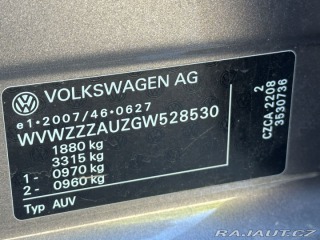 VOLKSWAGEN AG
e1*2007/46*0627
WVWZZZAUZGW528530
1880 kg
3315 kg
1- 0970 kg
2- 0960 kg
Typ AUV
2
CZCA 2208
3530736
RAJAUT.CZ